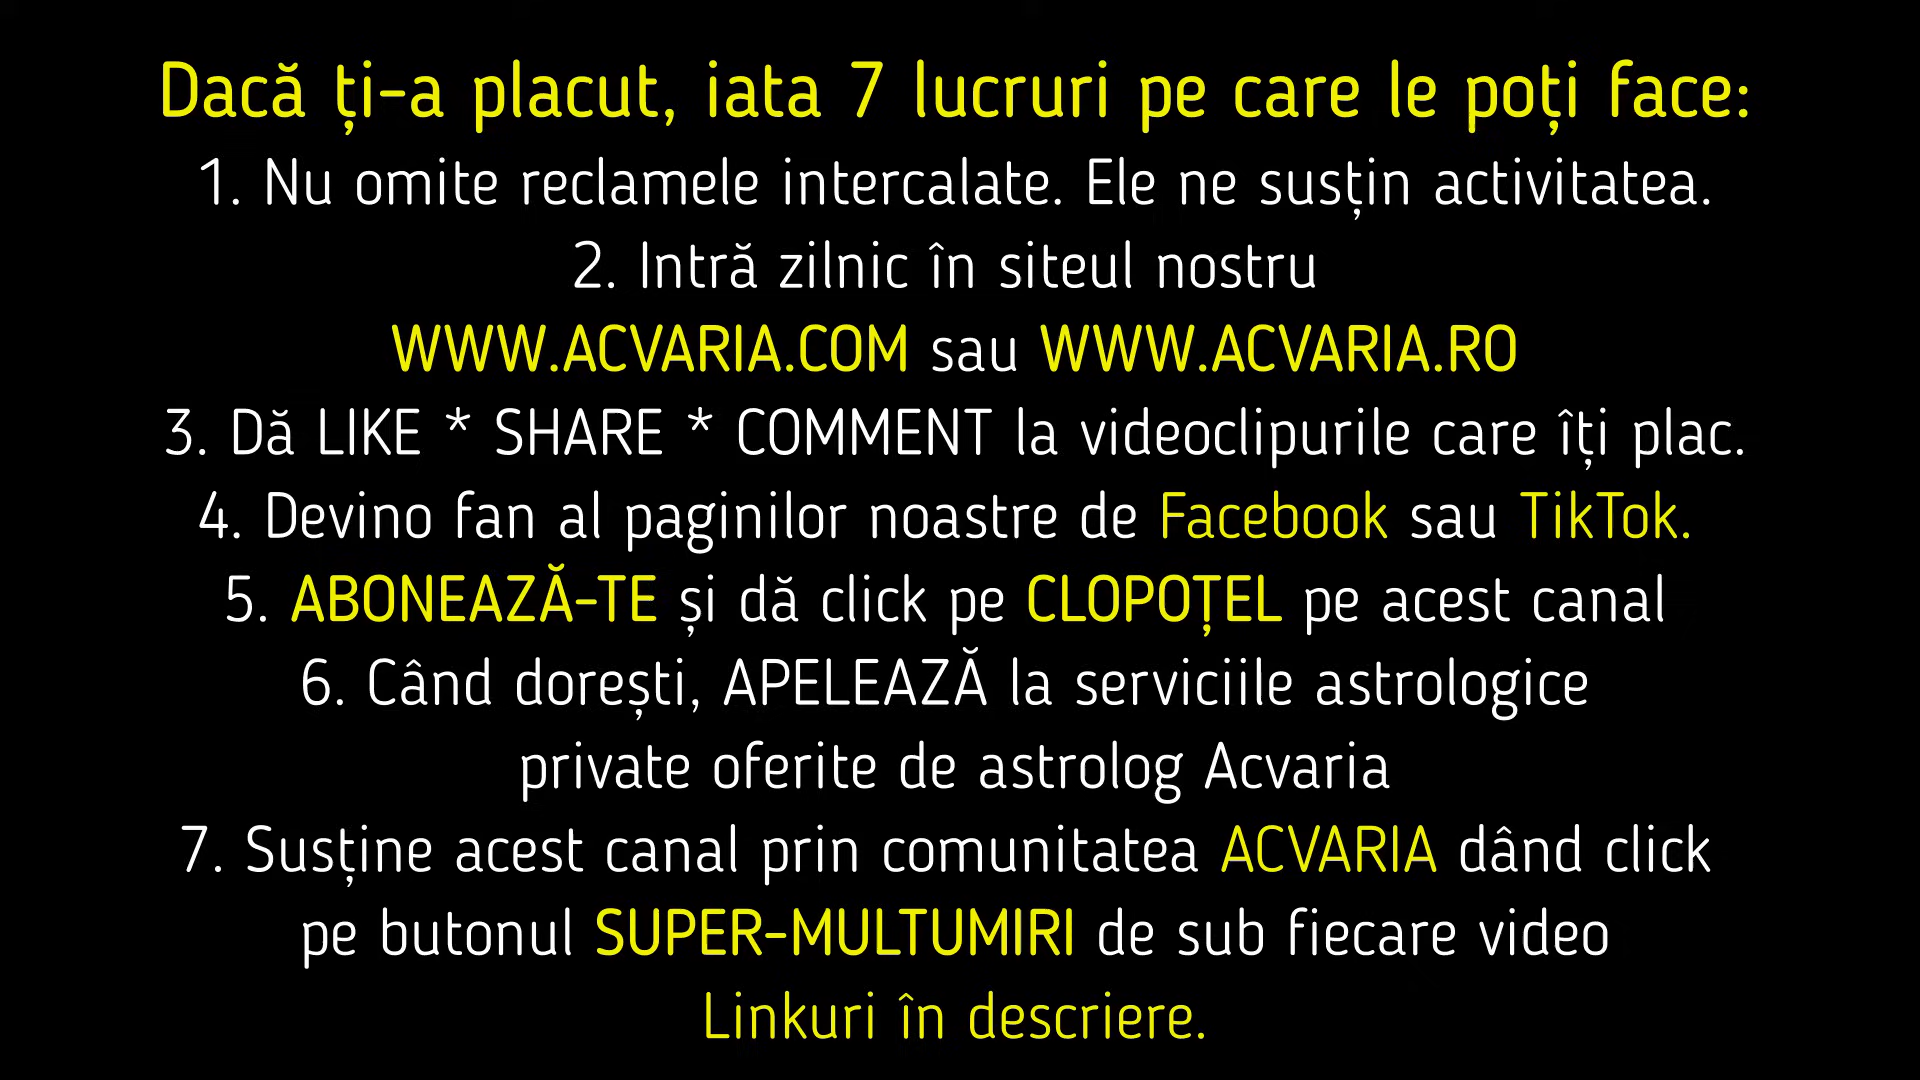 Dacă ți-a placut, iata 7 lucruri pe care le poți face:
1. Nu omite reclamele intercalate. Ele ne susțin activitatea.
2. Intră zilnic în siteul nostru
WWW.ACVARIA.COM sau WWW.ACVARIA.RO
3. Dă LIKE * SHARE * COMMENT la videoclipurile care îți plac.
4. Devino fan al paginilor noastre de Facebook sau TikTok.
5. ABONEAZĂ-TE și dă click pe CLOPOȚEL pe acest canal
6. Când dorești, APELEAZĂ la serviciile astrologice
private oferite de astrolog Acvaria
7. Susține acest canal prin comunitatea ACVARIA dând click
pe butonul SUPER-MULTUMIRI de sub fiecare video
Linkuri în descriere.